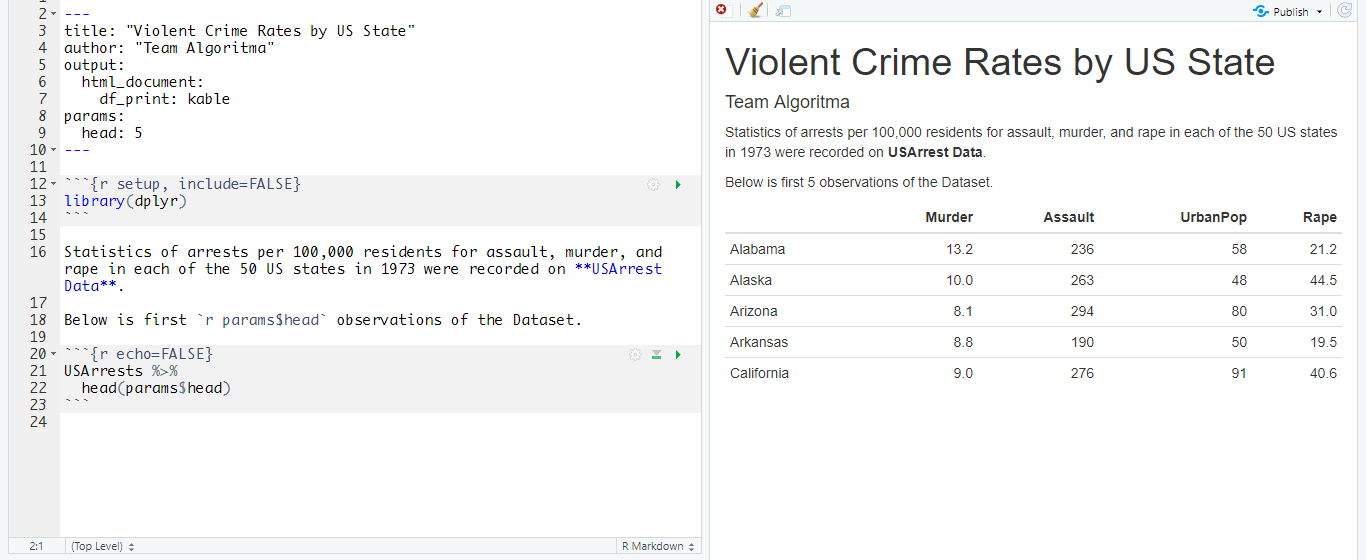 2 ---
3 title: "Violent Crime Rates by US State"
4 author: "Team Algoritma"
5 output:
6   html_document:
7     df_print: kable
8 params:
9   head: 5
10 ---
11
12 ```{r setup, include=FALSE}
13 library(dplyr)
14 ```
15
16 Statistics of arrests per 100,000 residents for assault, murder, and
rape in each of the 50 US states in 1973 were recorded on **USArrest
Data**.
17
18 Below is first `r params$head` observations of the Dataset.
19
20 ```{r echo=FALSE}
21 USArrests %>%
22   head(params$head)
23 ```
24
2:1 (Top Level) R Markdown
Publish
Violent Crime Rates by US State
Team Algoritma
Statistics of arrests per 100,000 residents for assault, murder, and rape in each of the 50 US states
in 1973 were recorded on USArrest Data.
Below is first 5 observations of the Dataset.
Murder Assault UrbanPop Rape
Alabama 13.2 236 58 21.2
Alaska 10.0 263 48 44.5
Arizona 8.1 294 80 31.0
Arkansas 8.8 190 50 19.5
California 9.0 276 91 40.6